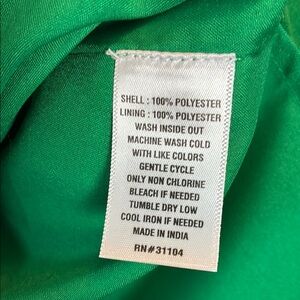 SHELL : 100% POLYESTER
LINING : 100% POLYESTER
WASH INSIDE OUT
MACHINE WASH COLD
WITH LIKE COLORS
GENTLE CYCLE
ONLY NON CHLORINE
BLEACH IF NEEDED
TUMBLE DRY LOW
COOL IRON IF NEEDED
MADE IN INDIA
RN#31104